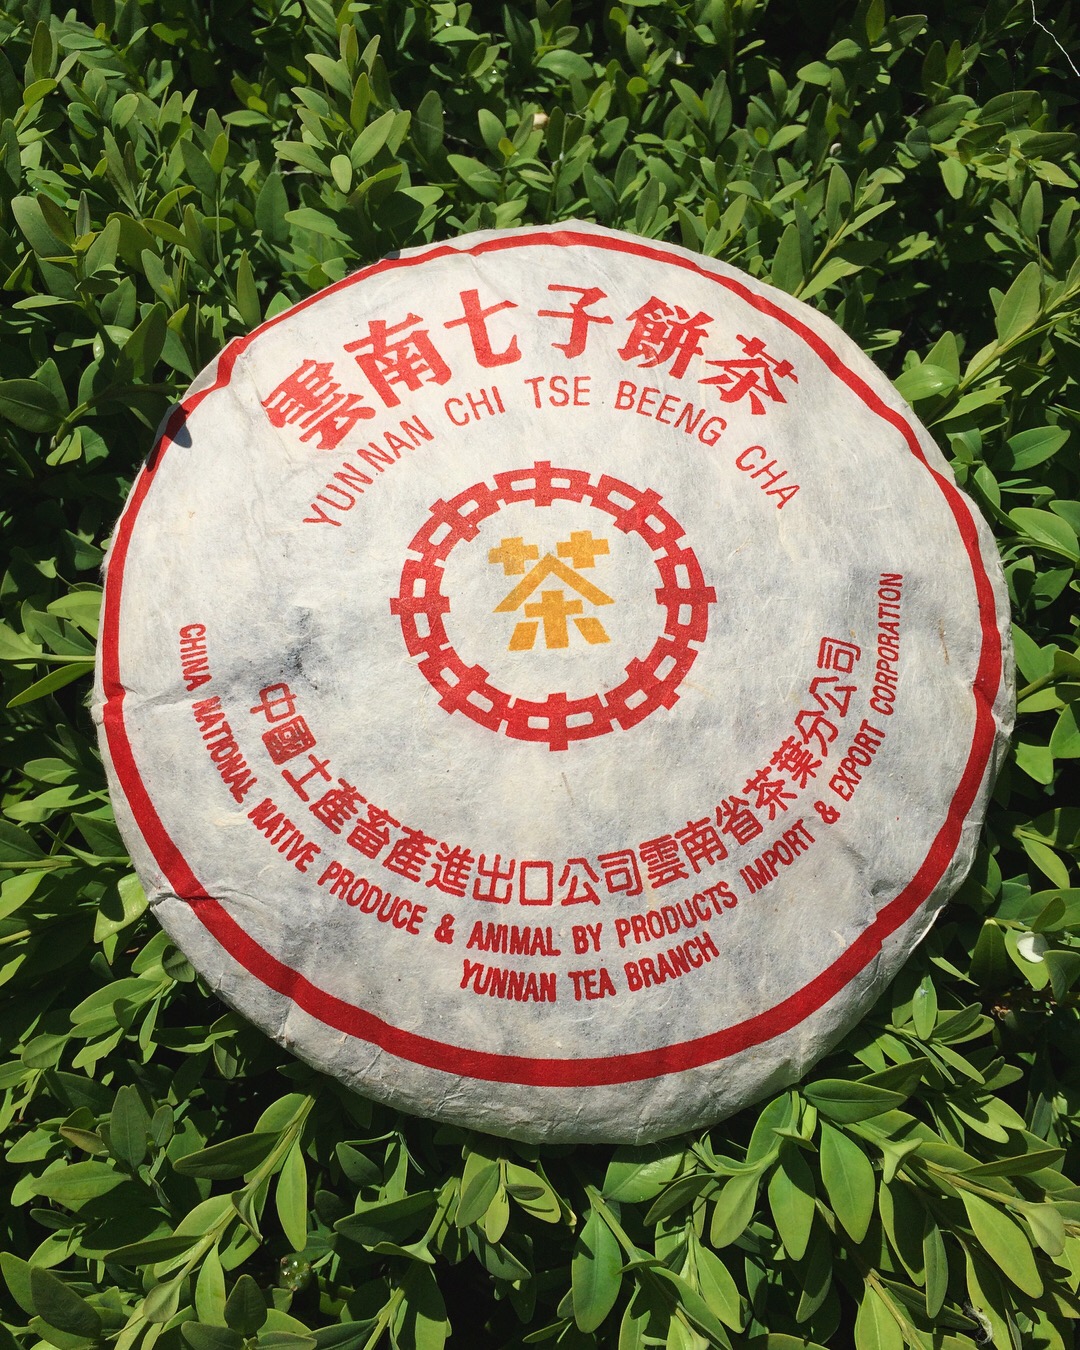 雲南七子餅茶
YUNNAN CHI TSE BEENG CHA
茶
中國土產畜產進出口公司雲南省茶葉分公司
CHINA NATIONAL NATIVE PRODUCE & ANIMAL BY PRODUCTS IMPORT & EXPORT CORPORATION
YUNNAN TEA BRANCH